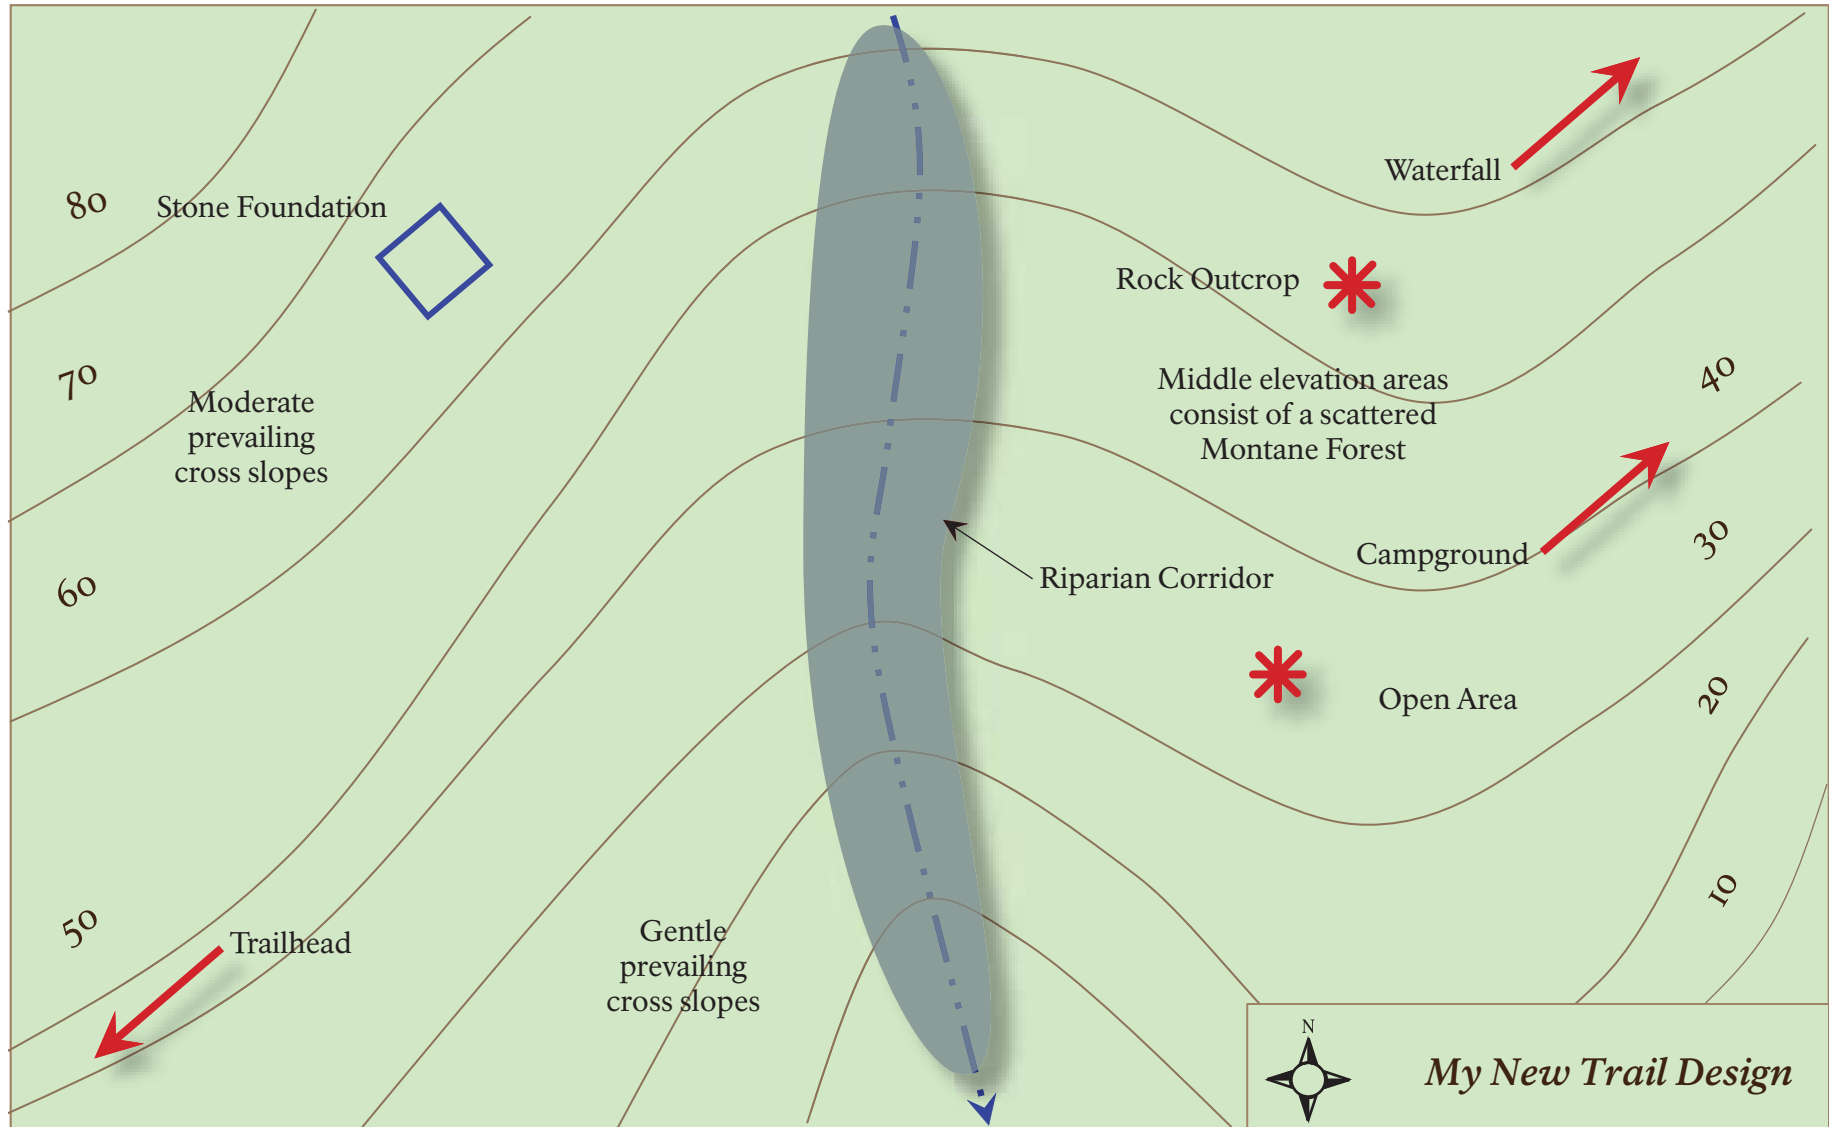 Waterfall
80
Stone Foundation
Rock Outcrop
70
Moderate
prevailing
cross slopes
Middle elevation areas
consist of a scattered
Montane Forest
40
60
Campground
30
Riparian Corridor
Open Area
20
10
50
Trailhead
Gentle
prevailing
cross slopes
N
My New Trail Design